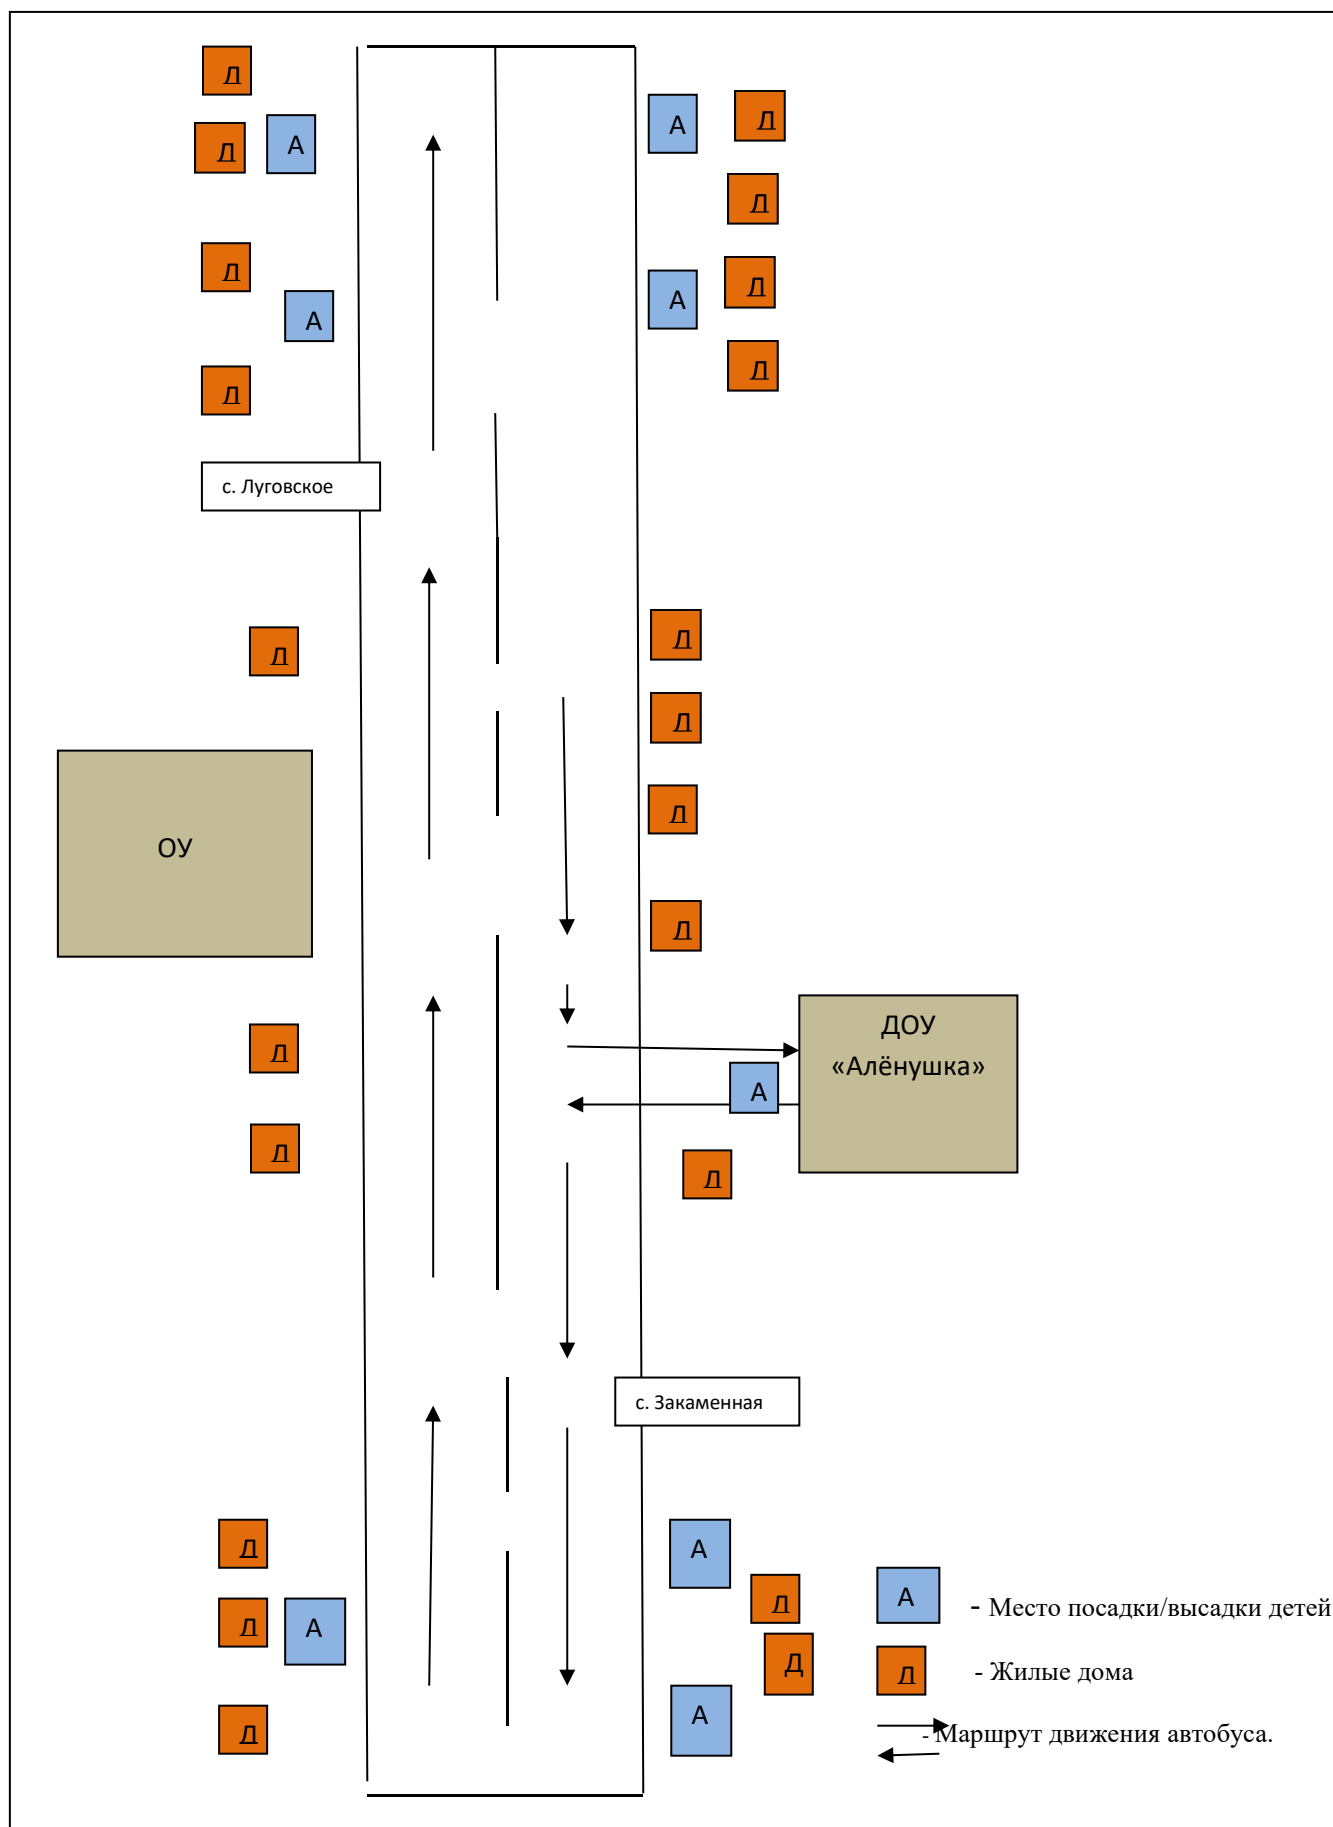 Д
А
Д
Д
А
А
Д
Д
Д
А
Д
А
Д
Д
с. Луговское
Д
Д
Д
Д
ОУ
Д
ДОУ
«Алёнушка»
Д
А
Д
Д
с. Закаменная
Д
А
Д
А
Д
А
- Место посадки/высадки детей
Д
Д
- Жилые дома
Д
А
- Маршрут движения автобуса.